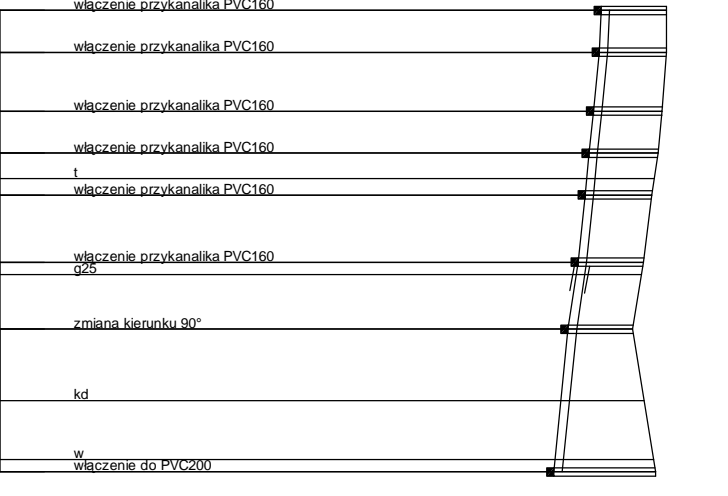 włączenie przykanalika PVC160
włączenie przykanalika PVC160
włączenie przykanalika PVC160
włączenie przykanalika PVC160
t
włączenie przykanalika PVC160
włączenie przykanalika PVC160
g25
zmiana kierunku 90°
kd
w
włączenie do PVC200